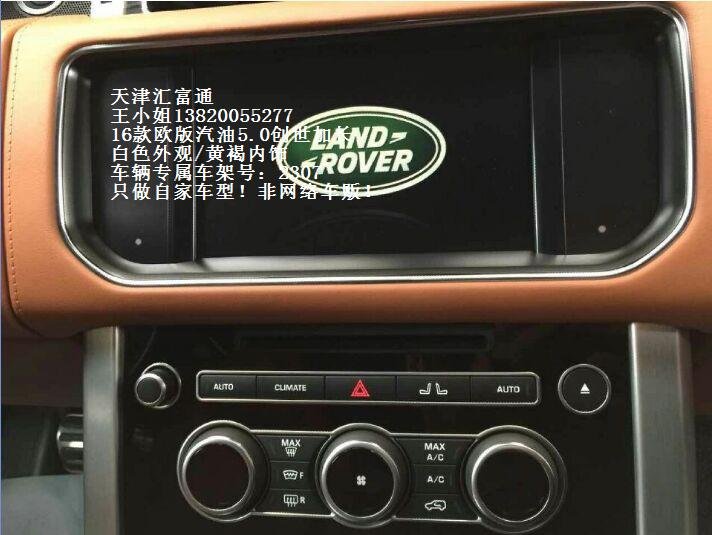 天津汇富通
王小姐13820055277
16款欧版汽油5.0创世加长
白色外观/黄褐内饰
车辆专属车架号：2307
只做自家车型！非网络车贩！
LAND
ROVER
AUTO
CLIMATE
AUTO
MAX
F
R
MAX
A/C
A/C